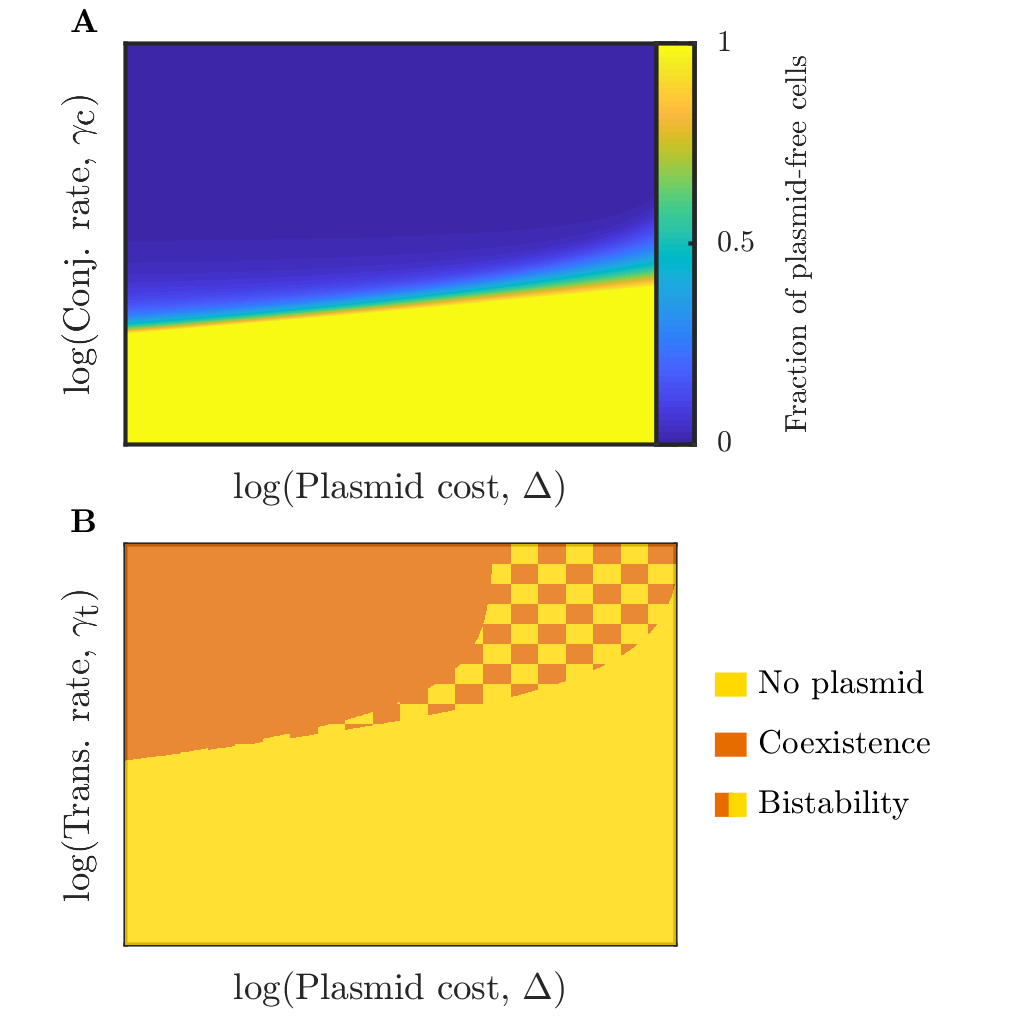 A
log(Conj. rate, γc)
1
0.5
0
Fraction of plasmid-free cells
log(Plasmid cost, Δ)
B
log(Trans. rate, γt)
No plasmid
Coexistence
Bistability
log(Plasmid cost, Δ)